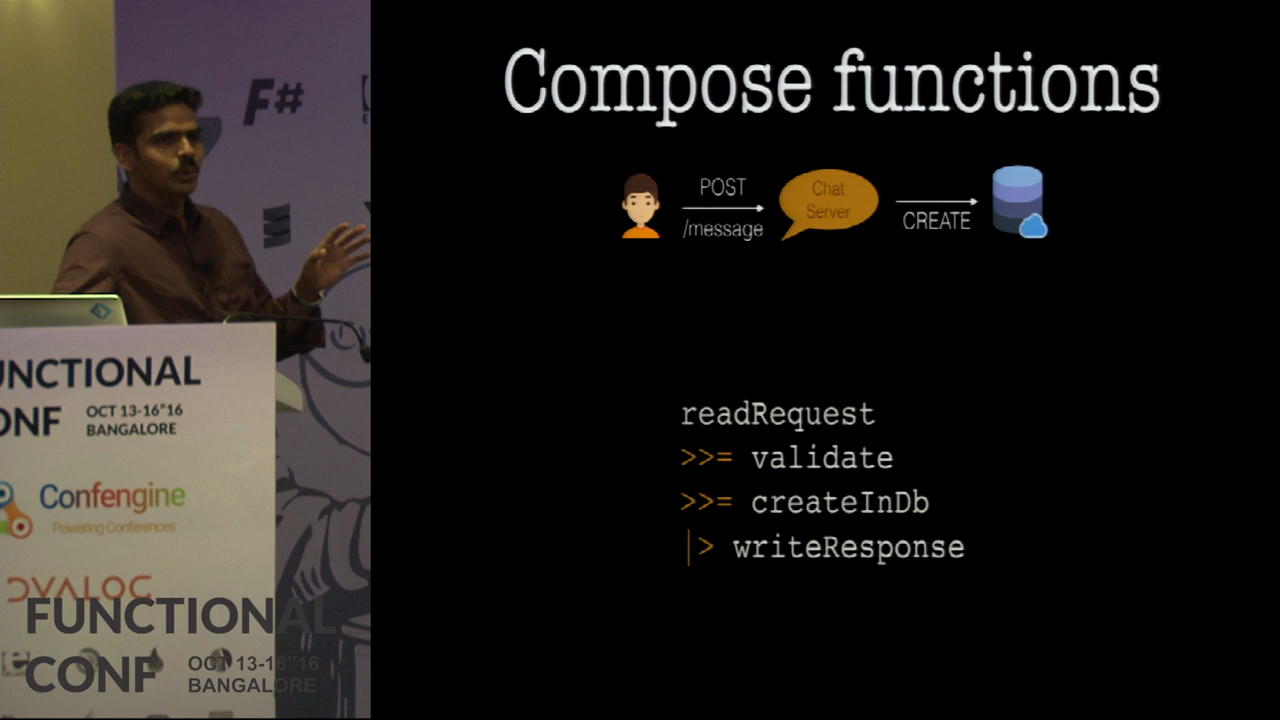 Compose functions
POST
/message
Chat
Server
CREATE
readRequest
>>= validate
>>= createInDb
|> writeResponse
F#
UNCTIONAL
ONF
OCT 13-16"16
BANGALORE
Confengine
Powering Conferences
DYALOC
FUNCTIONAL
CONF
OCT 13-16"16
BANGALORE